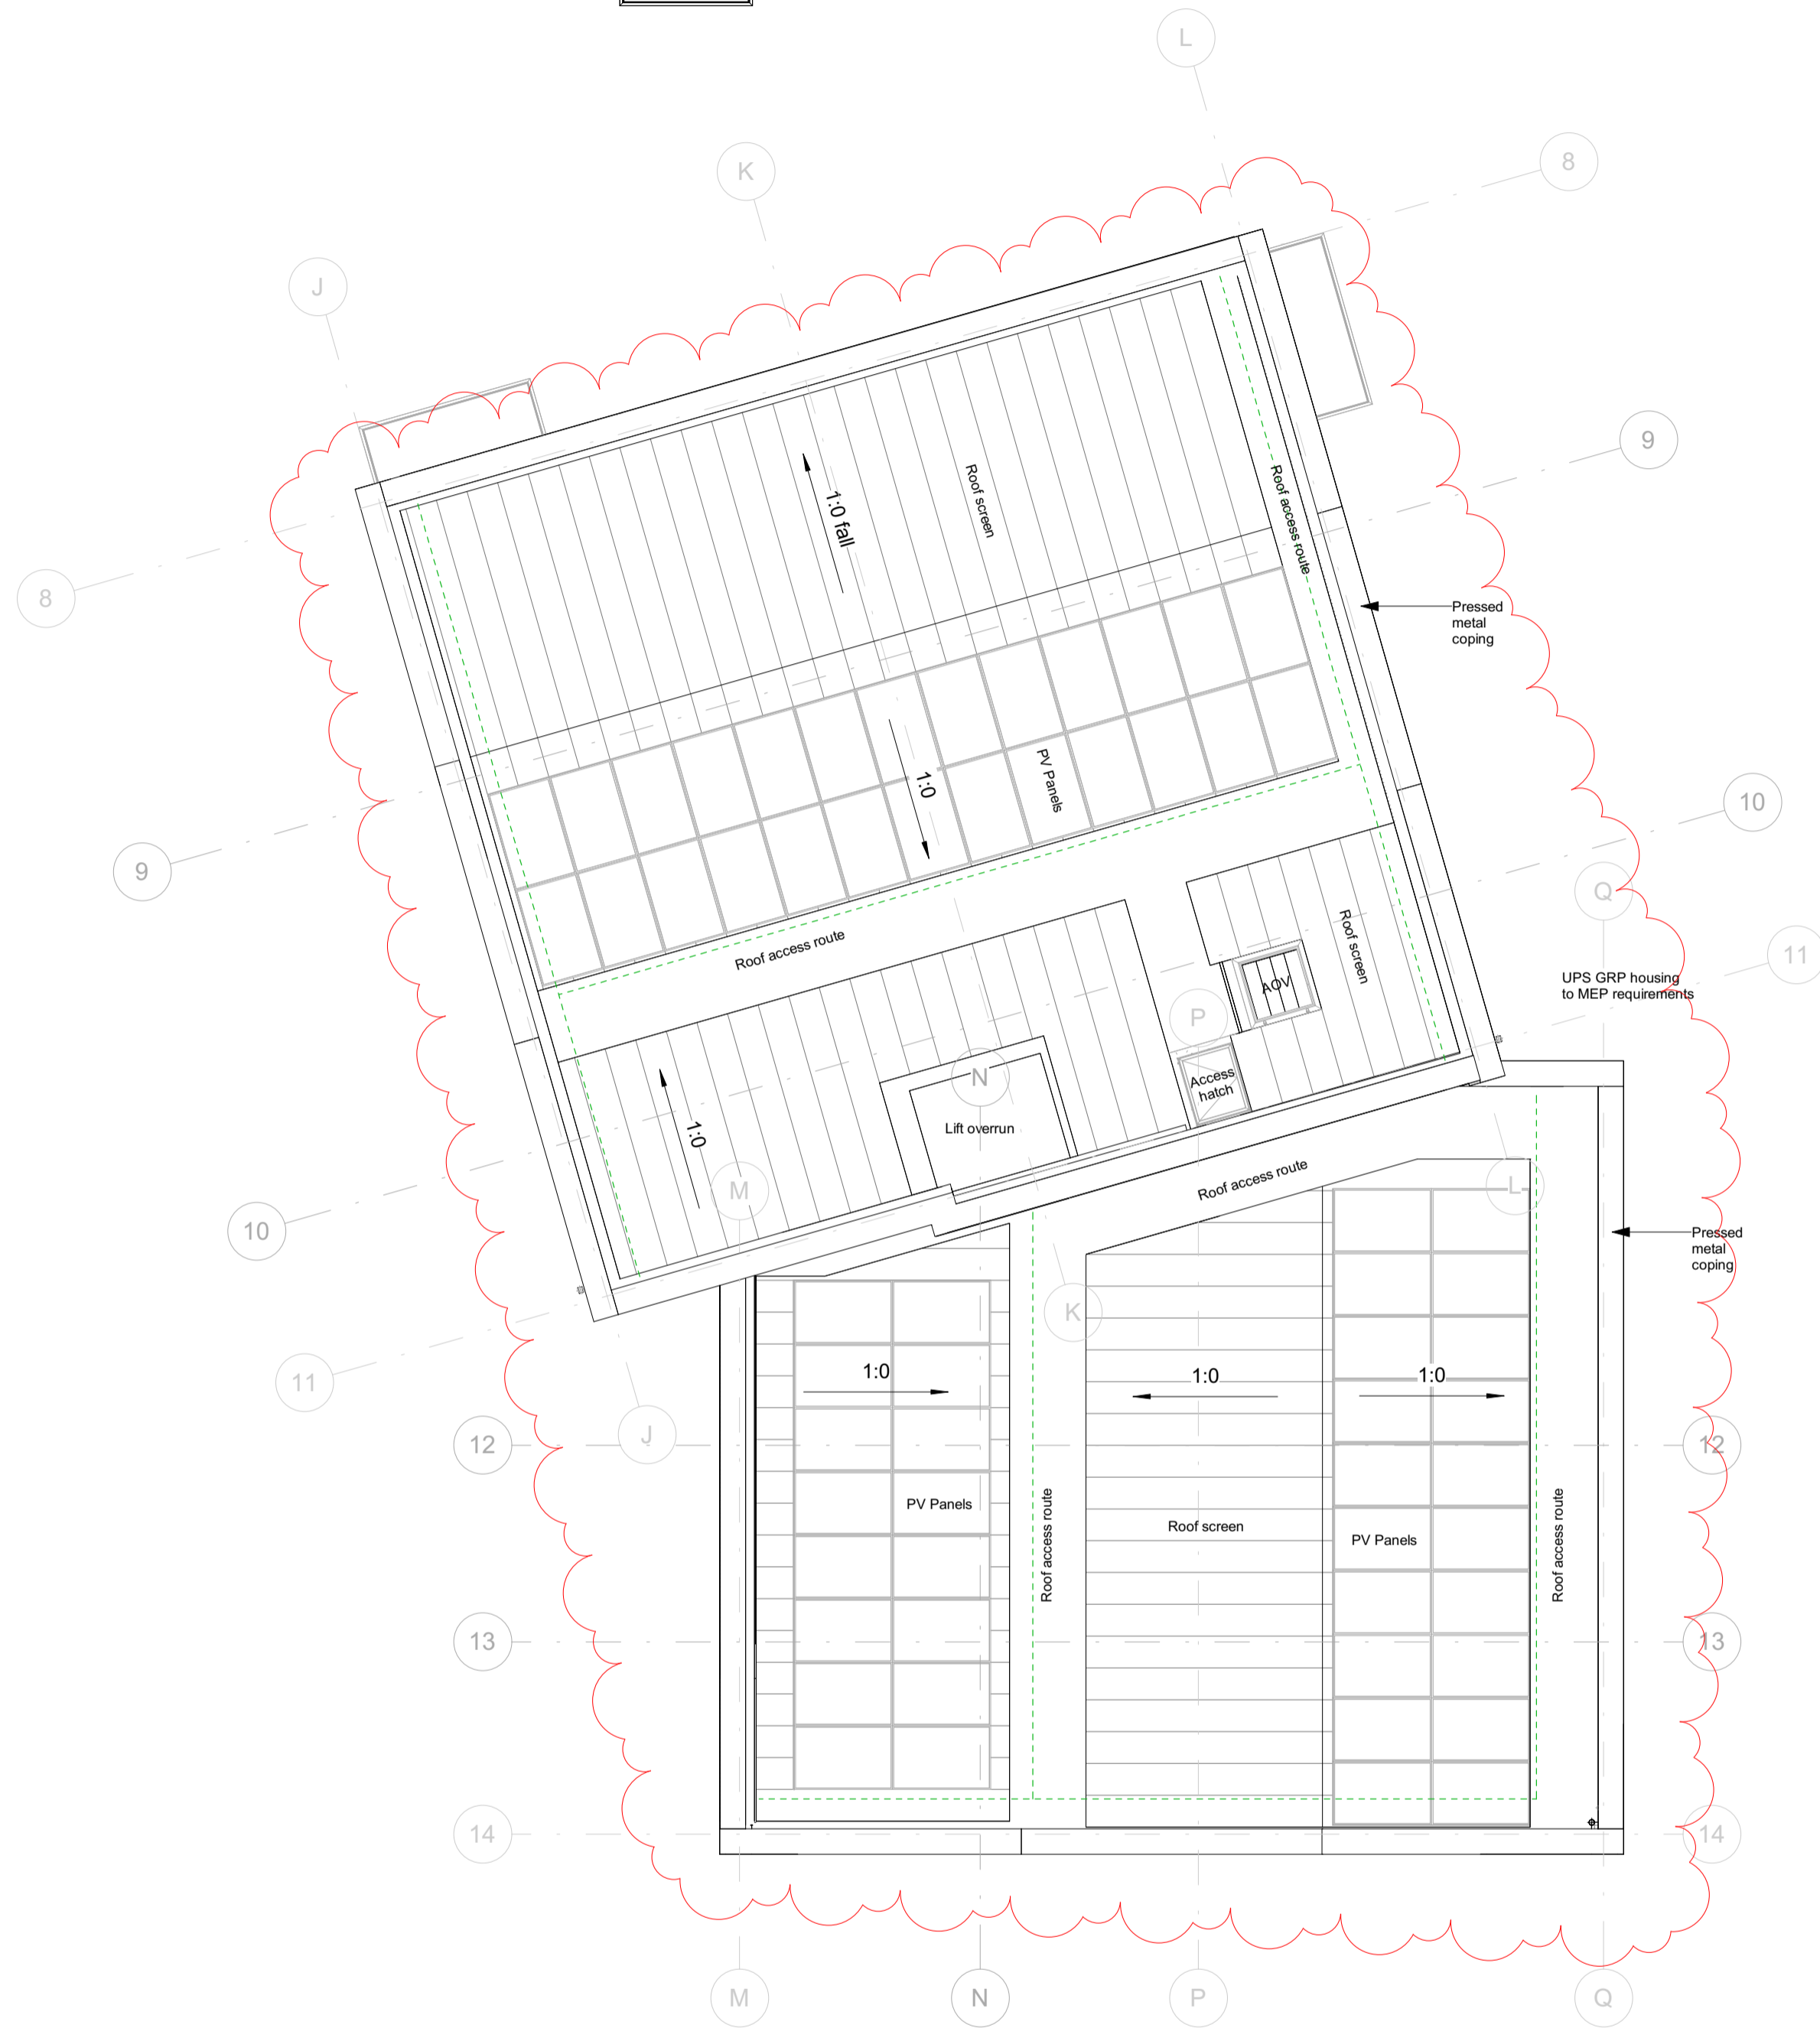 L
K
8
J
9
Roof screen
Roof access route
1:0 fall
8
Pressed
metal
coping
1:0
PV Panels
10
9
Q
Roof access route
Roof screen
11
UPS GRP housing
to MEP requirements
AOV
P
N
Access
hatch
Lift overrun
1:0
M
Roof access route
L
10
Pressed
metal
coping
K
11
1:0
1:0
1:0
J
12
12
PV Panels
Roof access route
Roof screen
PV Panels
Roof access route
13
13
14
14
M
N
P
Q